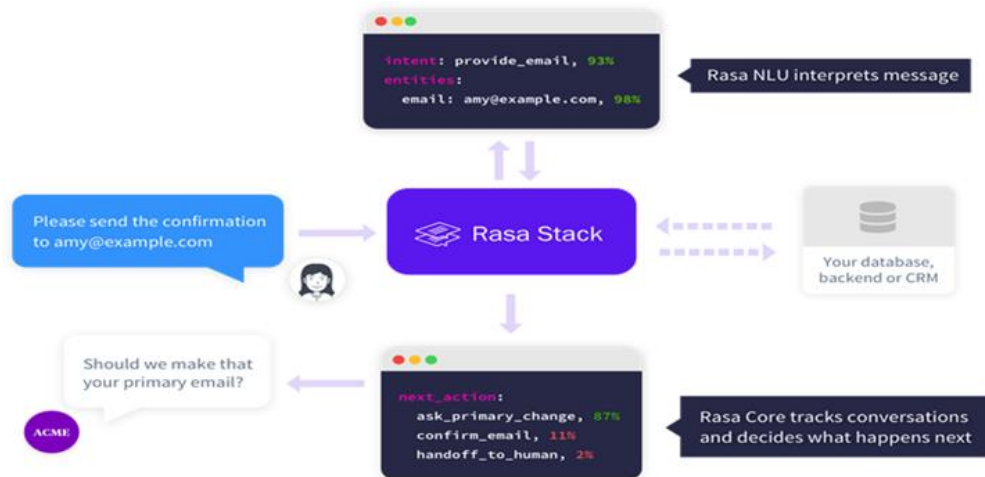 intent: provide_email, 93%
entities:
email: amy@example.com, 98%
Rasa NLU interprets message
Please send the confirmation
to amy@example.com
Rasa Stack
Your database,
backend or CRM
Should we make that
your primary email?
ACME
next_action:
ask_primary_change, 87%
confirm_email, 11%
handoff_to_human, 2%
Rasa Core tracks conversations
and decides what happens next